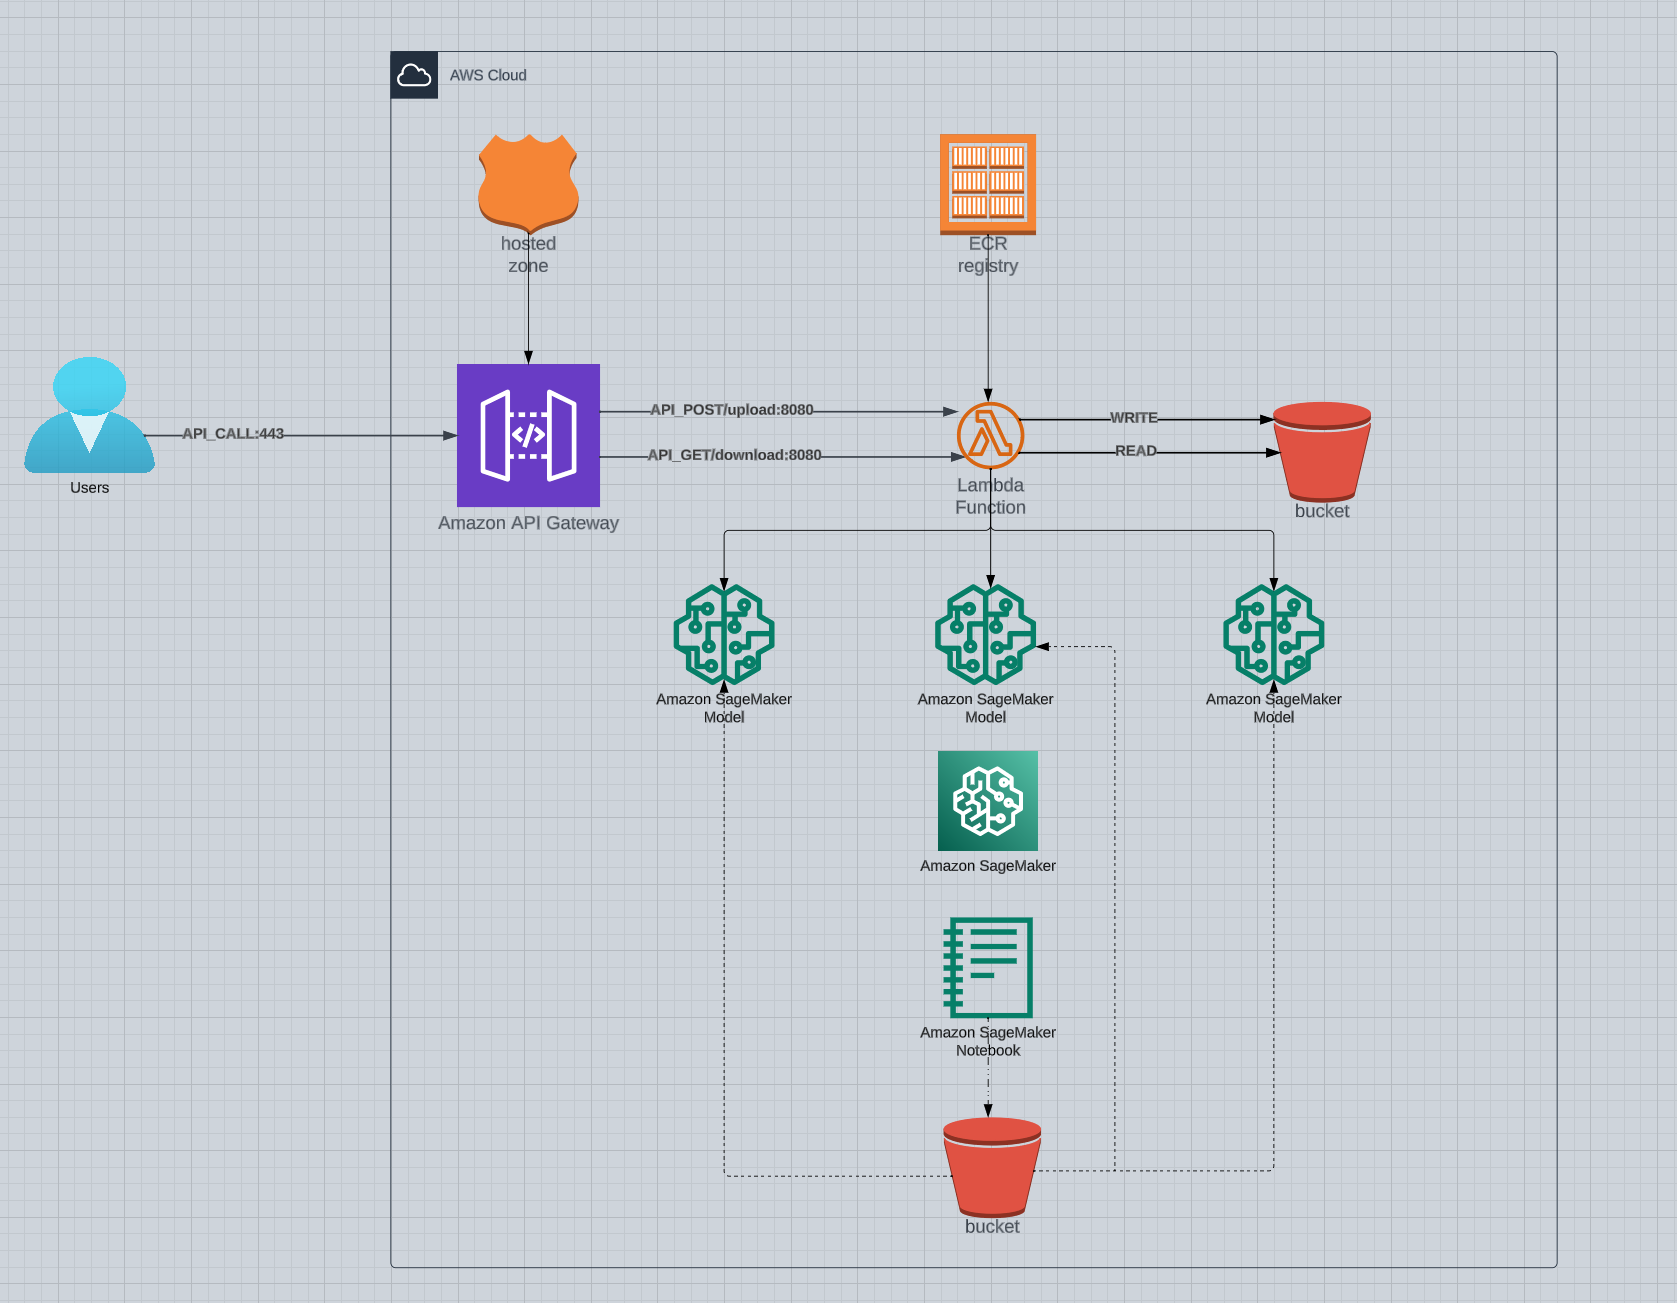 AWS Cloud
hosted
zone
ECR
registry
API_CALL:443
Users
Amazon API Gateway
API_POST/upload:8080
API_GET/download:8080
Lambda
Function
WRITE
READ
bucket
Amazon SageMaker
Model
Amazon SageMaker
Model
Amazon SageMaker
Model
Amazon SageMaker
Amazon SageMaker
Notebook
bucket